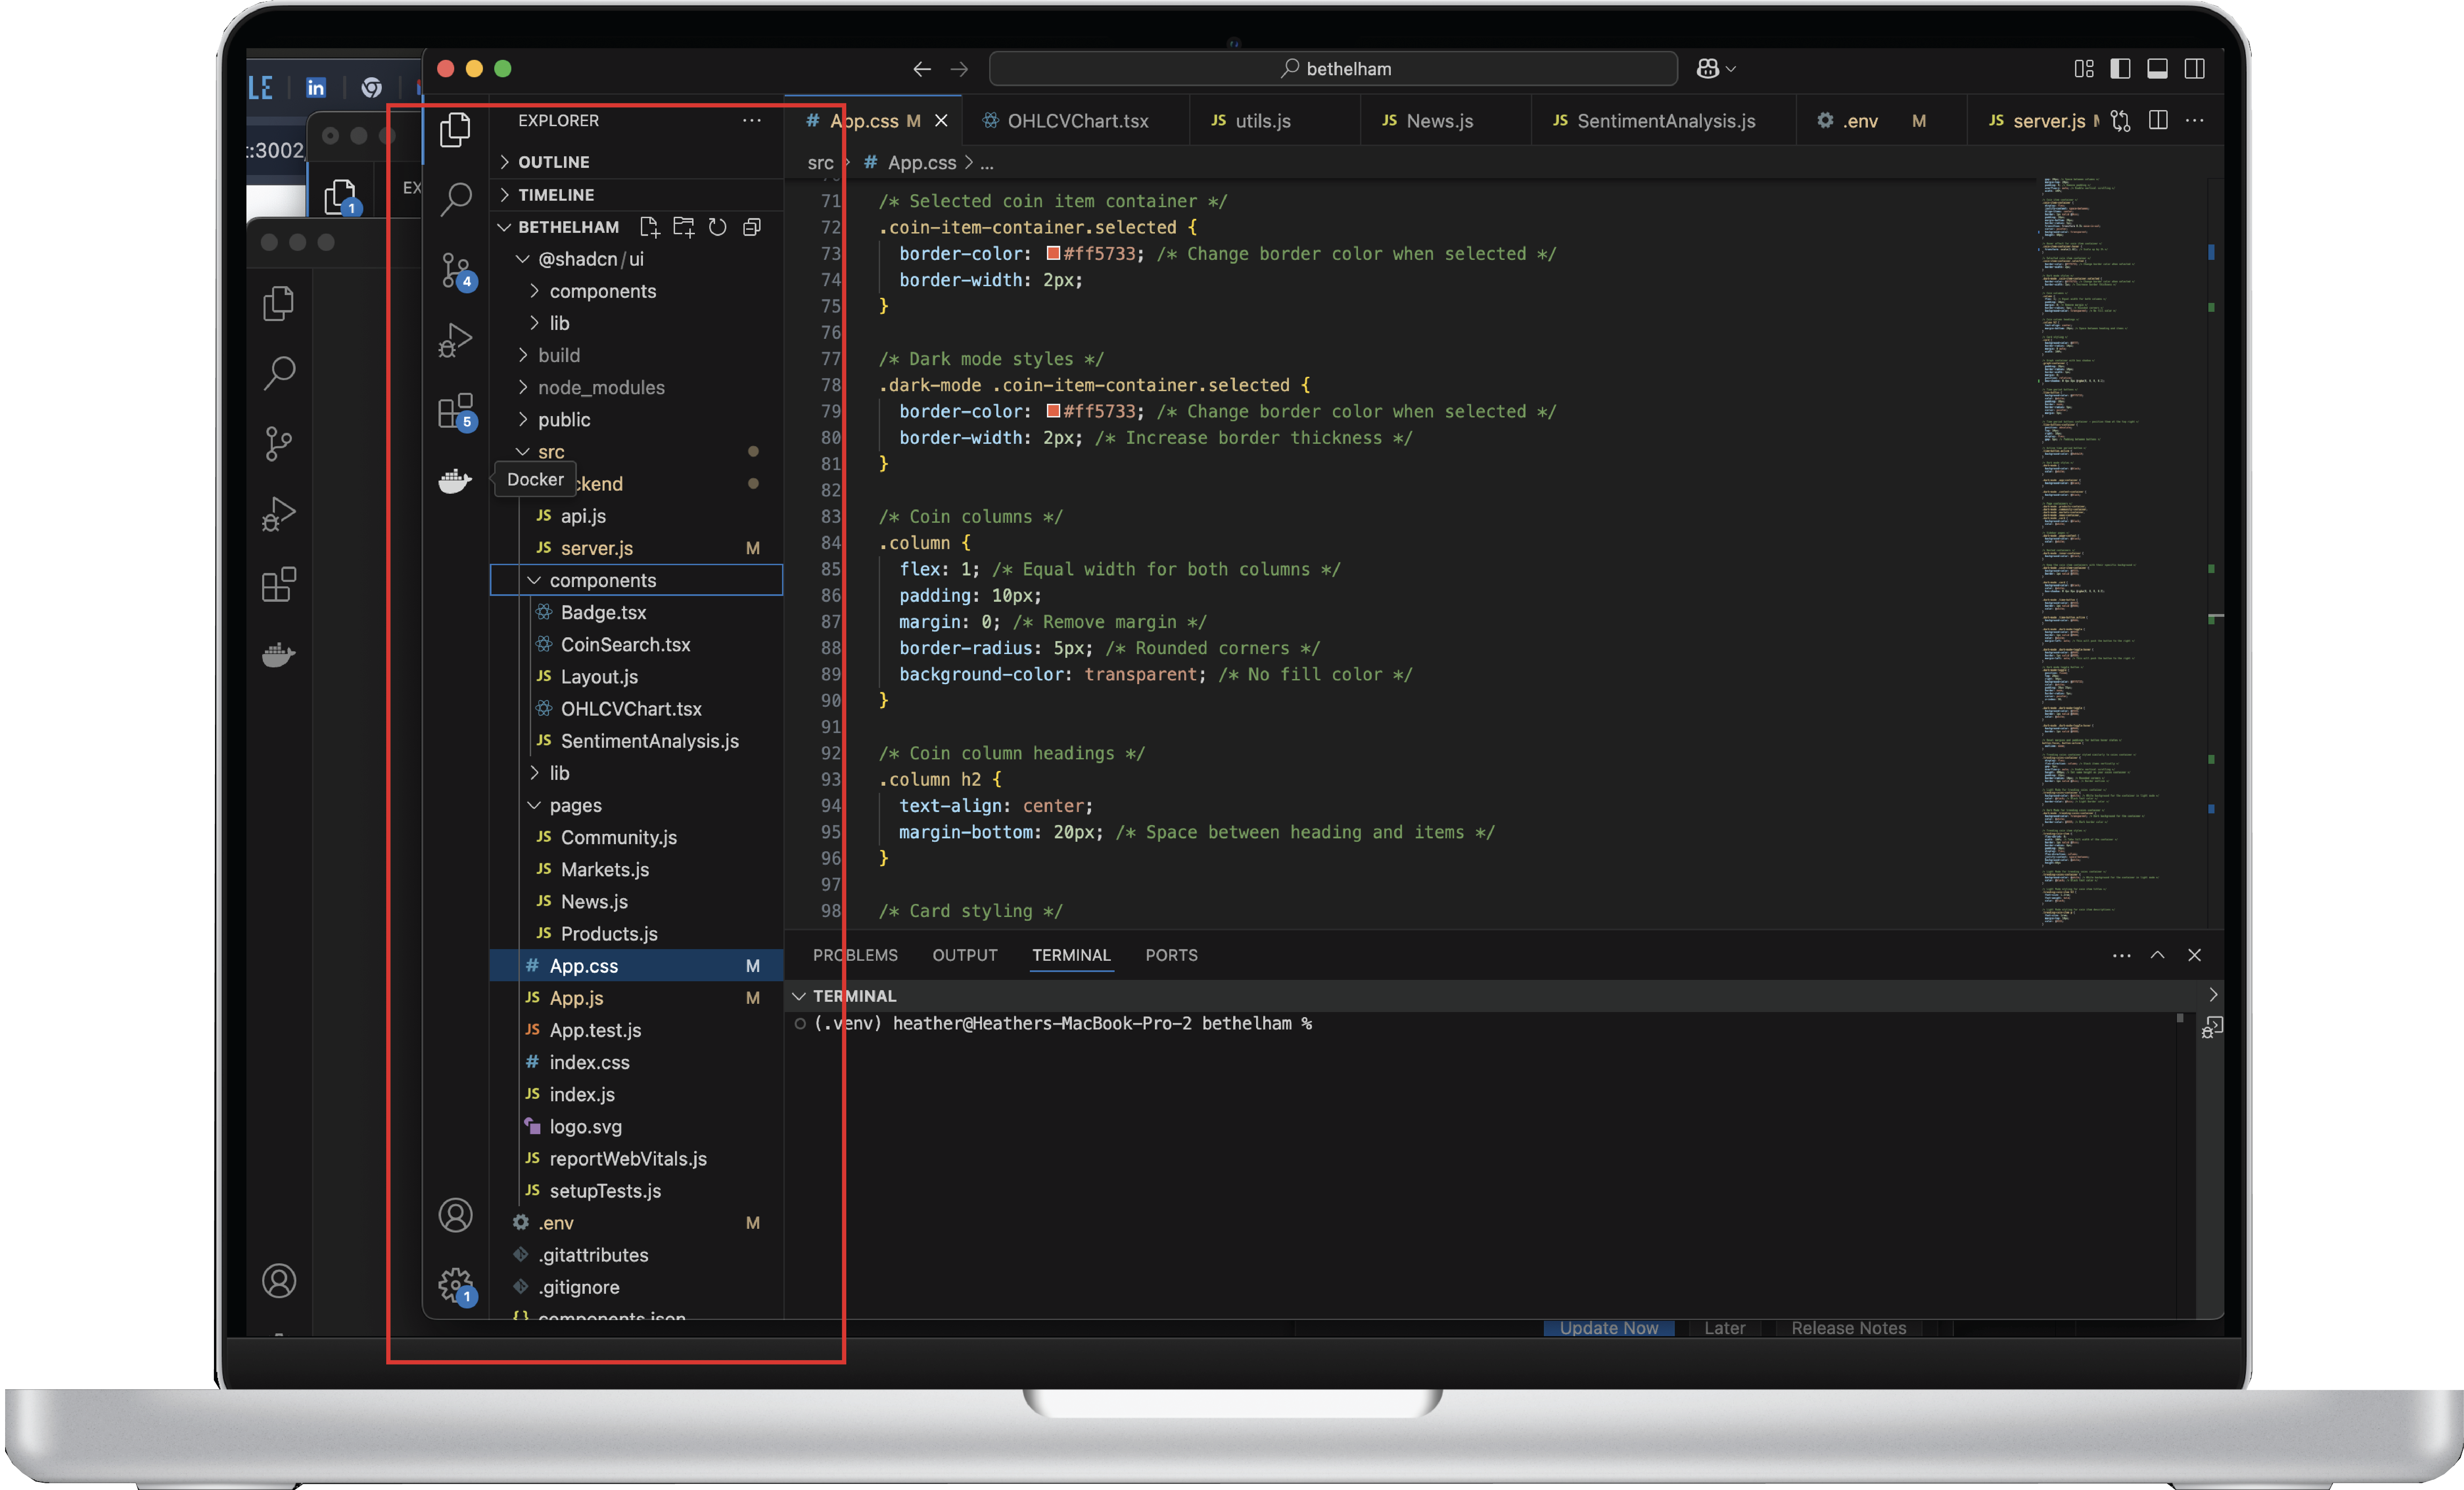 LE
:3002
EX
1
bethelham
EXPLORER
OUTLINE
TIMELINE
BETHELHAM
@shadcn/ui
components
lib
build
node_modules
public
src
Docker
ckend
JS api.js
JS server.js M
components
Badge.tsx
CoinSearch.tsx
JS Layout.js
OHLCVChart.tsx
JS SentimentAnalysis.js
lib
pages
JS Community.js
JS Markets.js
JS News.js
JS Products.js
# App.css M
JS App.js M
JS App.test.js
# index.css
JS index.js
logo.svg
JS reportWebVitals.js
JS setupTests.js
.env M
.gitattributes
.gitignore
{} components.json
4
5
1
# App.css M
OHLCVChart.tsx
JS utils.js
JS News.js
JS SentimentAnalysis.js
.env M
JS server.js
src > # App.css > ...
71 /* Selected coin item container */
72 .coin-item-container.selected {
73 border-color: #ff5733; /* Change border color when selected */
74 border-width: 2px;
75 }
76
77 /* Dark mode styles */
78 .dark-mode .coin-item-container.selected {
79 border-color: #ff5733; /* Change border color when selected */
80 border-width: 2px; /* Increase border thickness */
81 }
82
83 /* Coin columns */
84 .column {
85 flex: 1; /* Equal width for both columns */
86 padding: 10px;
87 margin: 0; /* Remove margin */
88 border-radius: 5px; /* Rounded corners */
89 background-color: transparent; /* No fill color */
90 }
91
92 /* Coin column headings */
93 .column h2 {
94 text-align: center;
95 margin-bottom: 20px; /* Space between heading and items */
96 }
97
98 /* Card styling */
PROBLEMS OUTPUT TERMINAL PORTS
TERMINAL
(.venv) heather@Heathers-MacBook-Pro-2 bethelham %
Update Now Later Release Notes